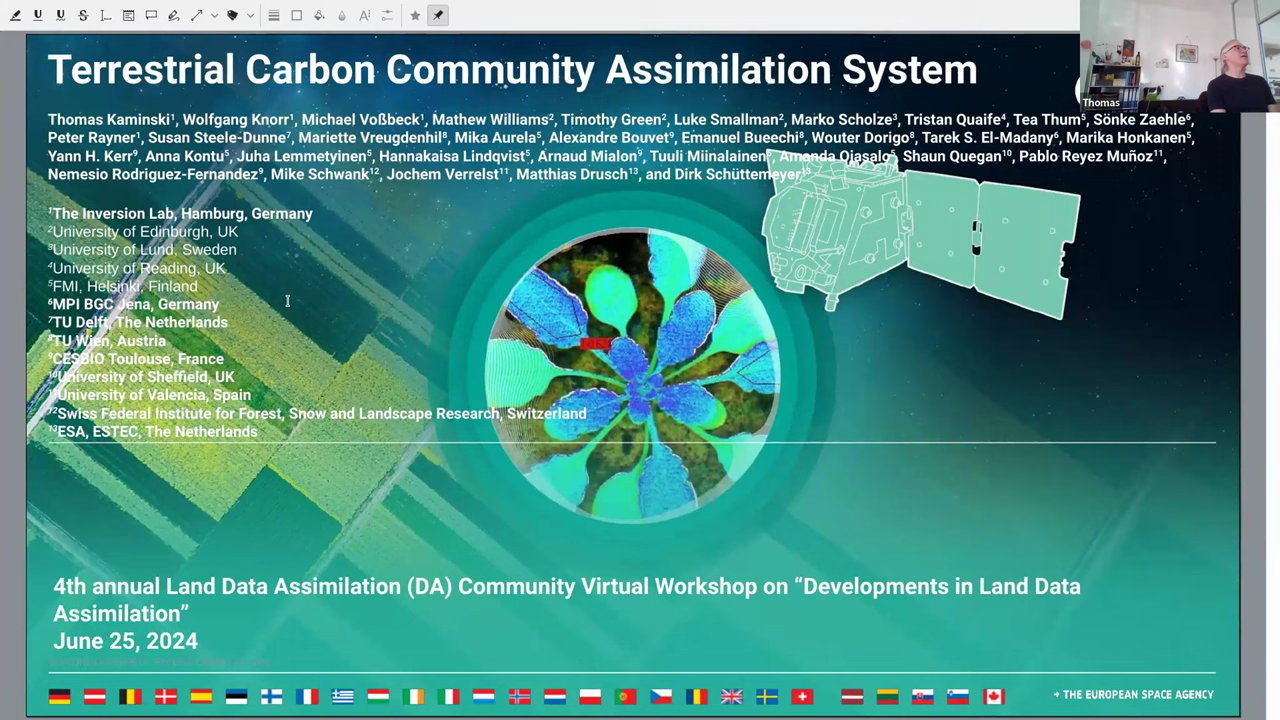 Terrestrial Carbon Community Assimilation System
Thomas Kaminski¹, Wolfgang Knorr¹, Michael Voßbeck¹, Mathew Williams², Timothy Green², Luke Smallman², Marko Scholze³, Tristan Quaife⁴, Tea Thum⁵, Sönke Zaehle⁶,
Peter Rayner¹, Susan Steele-Dunne⁷, Mariette Vreugdenhil⁸, Mika Aurela⁵, Alexandre Bouvet⁹, Emanuel Bueechi⁸, Wouter Dorigo⁸, Tarek S. El-Madany⁶, Marika Honkanen⁵,
Yann H. Kerr⁹, Anna Kontu⁵, Juha Lemmetyinen⁵, Hannakaisa Lindqvist⁵, Arnaud Mialon⁹, Tuuli Miinalainen⁵, Amanda Ojasalo⁵, Shaun Quegan¹⁰, Pablo Reyez Muñoz¹¹,
Nemesio Rodriguez-Fernandez⁹, Mike Schwank¹², Jochem Verrelst¹¹, Matthias Drusch¹³, and Dirk Schüttemeyer¹³
¹The Inversion Lab, Hamburg, Germany
²University of Edinburgh, UK
³University of Lund, Sweden
⁴University of Reading, UK
⁵FMI, Helsinki, Finland
⁶MPI BGC Jena, Germany
⁷TU Delft, The Netherlands
⁸TU Wien, Austria
⁹CESBIO Toulouse, France
¹⁰University of Sheffield, UK
¹¹University of Valencia, Spain
¹²Swiss Federal Institute for Forest, Snow and Landscape Research, Switzerland
¹³ESA, ESTEC, The Netherlands
4th annual Land Data Assimilation (DA) Community Virtual Workshop on “Developments in Land Data
Assimilation”
June 25, 2024
→ THE EUROPEAN SPACE AGENCY
Thomas